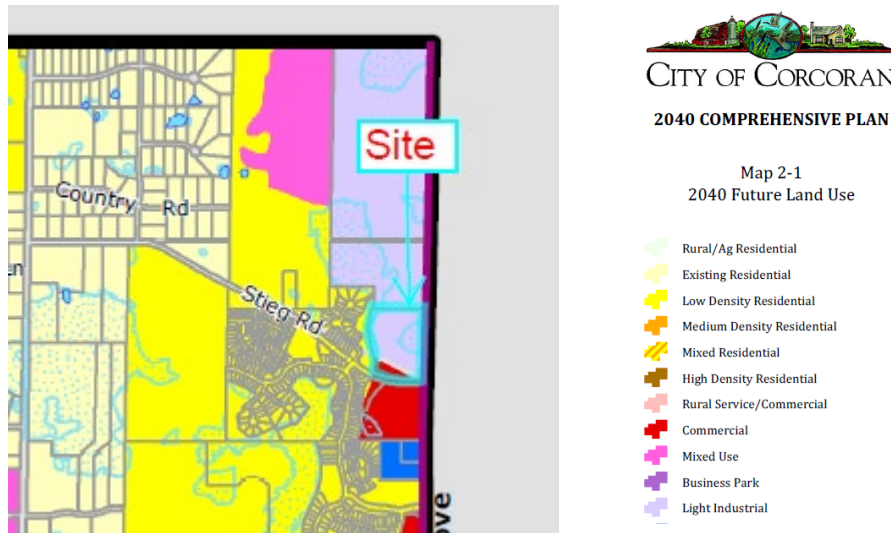 Site
Country Rd
Stieg Rd
CITY OF CORCORAN
2040 COMPREHENSIVE PLAN
Map 2-1
2040 Future Land Use
Rural/Ag Residential
Existing Residential
Low Density Residential
Medium Density Residential
Mixed Residential
High Density Residential
Rural Service/Commercial
Commercial
Mixed Use
Business Park
Light Industrial